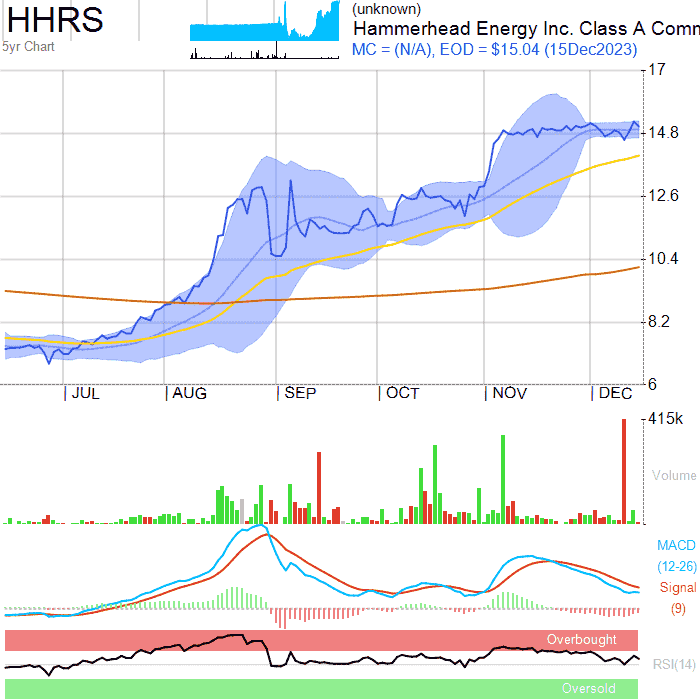 HHRS
5yr Chart
(unknown)
Hammerhead Energy Inc. Class A Comm
MC = (N/A), EOD = $15.04 (15Dec2023)
17
14.8
12.6
10.4
8.2
6
JUL
AUG
SEP
OCT
NOV
DEC
415k
Volume
MACD
(12-26)
Signal
(9)
Overbought
RSI(14)
Oversold